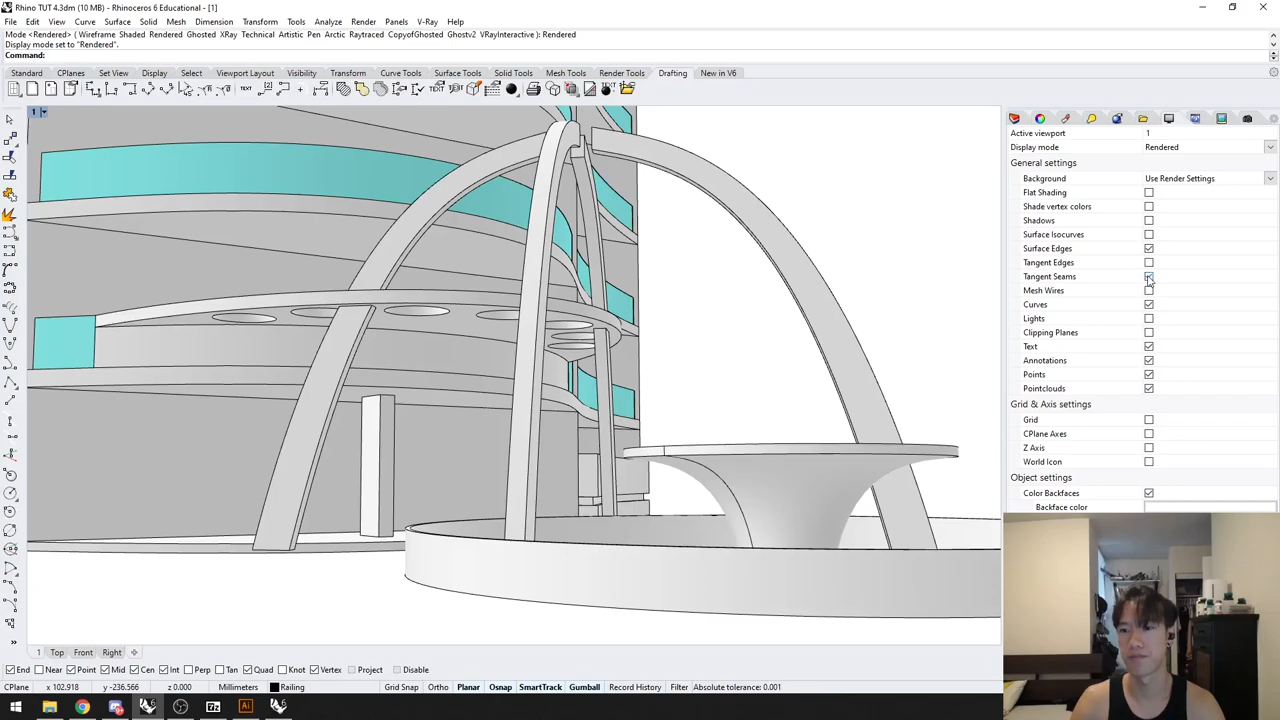 Rhino TUT 4.3dm (10 MB) - Rhinoceros 6 Educational - [1]
File Edit View Curve Surface Solid Mesh Dimension Transform Tools Analyze Render Panels V-Ray Help
Mode <Rendered> ( Wireframe Shaded Rendered Ghosted XRay Technical Artistic Pen Arctic Raytraced CopyofGhosted Ghostv2 VRayInteractive ): Rendered
Display mode set to "Rendered".
Command:
Standard CPlanes Set View Display Select Viewport Layout Visibility Transform Curve Tools Surface Tools Solid Tools Mesh Tools Render Tools Drafting New in V6
1
Active viewport 1
Display mode Rendered
General settings
Background Use Render Settings
Flat Shading
Shade vertex colors
Shadows
Surface Isocurves
Surface Edges
Tangent Edges
Tangent Seams
Mesh Wires
Curves
Lights
Clipping Planes
Text
Annotations
Points
Pointclouds
Grid & Axis settings
Grid
CPlane Axes
Z Axis
World Icon
Object settings
Color Backfaces
Backface color
1 Top Front Right
End Near Point Mid Cen Int Perp Tan Quad Knot Vertex Project Disable
CPlane x 102.918 y -236.566 z 0.000 Millimeters Railing Grid Snap Ortho Planar Osnap SmartTrack Gumball Record History Filter Absolute tolerance: 0.001
Ai